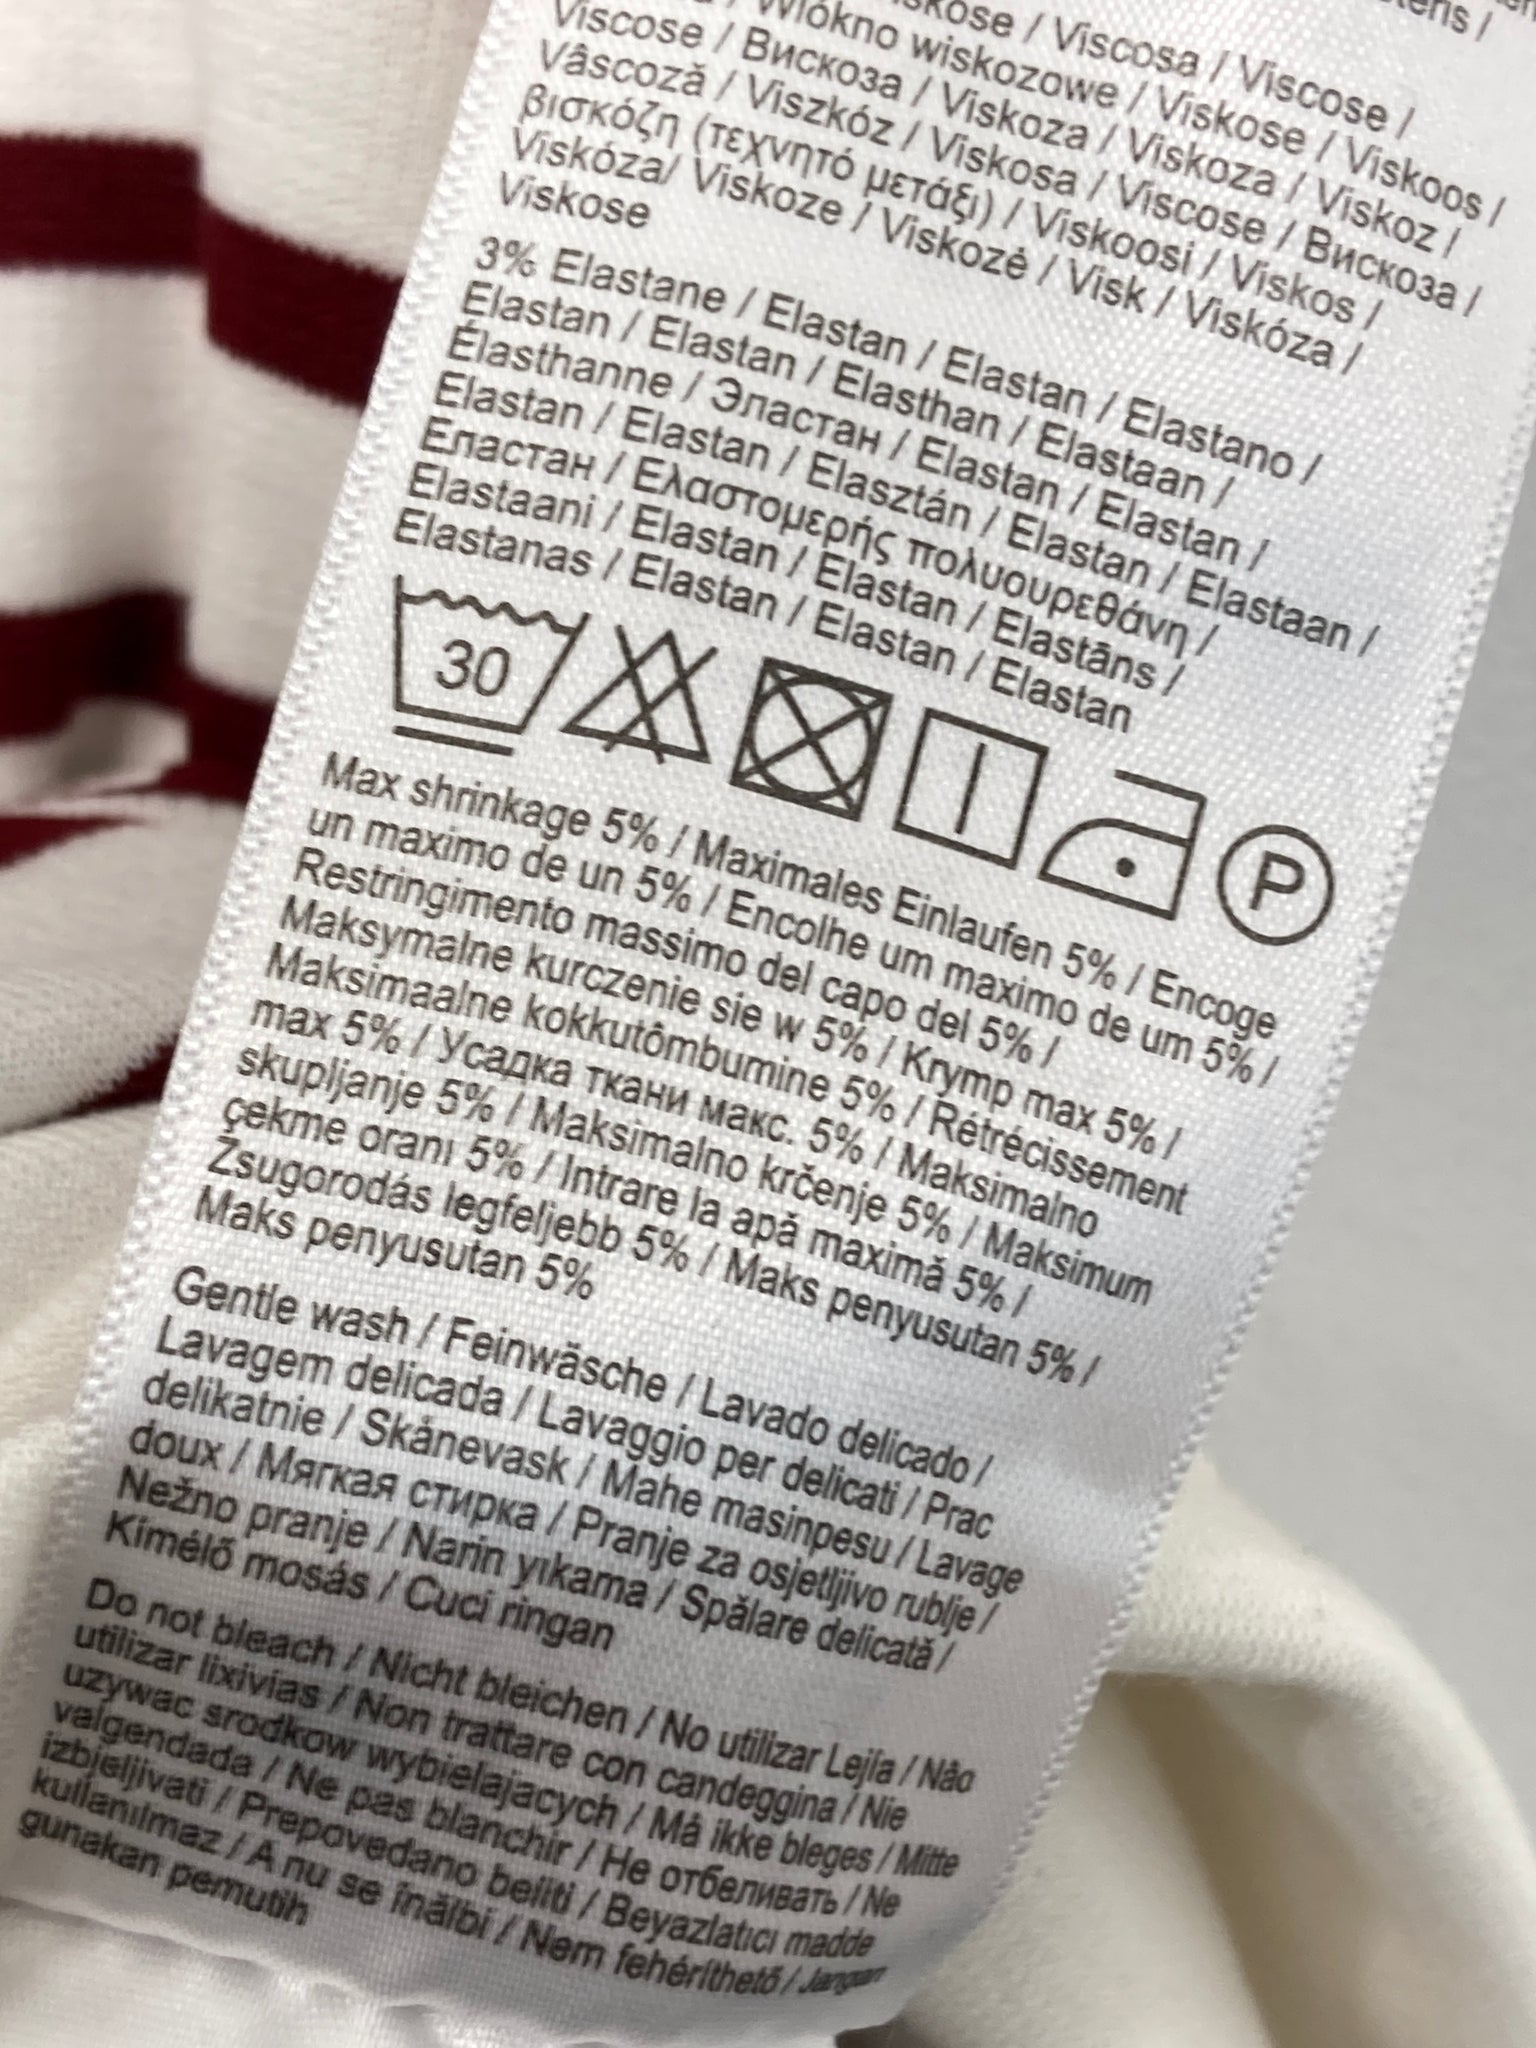 Viscosa / Viscose /
Włókno wiskozowe / Viskose / Viskoos /
Viscose / Вискоза / Viskoza / Viskoza / Viskoz /
Vâscoză / Viszkóz / Viskosa / Viscose / Вискоза /
βισκόζη (τεχνητό μετάξι) / Viskoosi / Viskos /
Viskóza/ Viskoze / Viskozė / Visk / Viskóza /
Viskose
3% Elastane / Elastan / Elastan / Elastano /
Elastan / Elastan / Elasthan / Elastaan /
Élasthanne / Эластан / Elastan / Elastan /
Elastan / Elastan / Elasztán / Elastan / Elastaan /
Еластан / Ελαστομερής πολυουρεθάνη /
Elastaani / Elastan / Elastan / Elastāns /
Elastanas / Elastan / Elastan / Elastan
30
P
Max shrinkage 5% / Maximales Einlaufen 5% / Encoge
un maximo de un 5% / Encolhe um maximo de um 5% /
Restringimento massimo del capo del 5% /
Maksymalne kurczenie sie w 5% / Krymp max 5% /
Maksimaalne kokkutômbumine 5% / Rétrécissement
max 5% / Усадка ткани макс. 5% / Maksimalno
skupljanje 5% / Maksimalno krčenje 5% / Maksimum
çekme oranı 5% / Intrare la apă maximă 5% /
Zsugorodás legfeljebb 5% / Maks penyusutan 5% /
Maks penyusutan 5%
Gentle wash / Feinwäsche / Lavado delicado /
Lavagem delicada / Lavaggio per delicati / Prac
delikatnie / Skånevask / Mahe masinpesu / Lavage
doux / Мягкая стирка / Pranje za osjetljivo rublje /
Nežno pranje / Narin yıkama / Spălare delicată /
Kímélő mosás / Cuci ringan
Do not bleach / Nicht bleichen / No utilizar Lejía / Não
utilizar lixivias / Non trattare con candeggina / Nie
uzywac srodkow wybielajacych / Må ikke bleges / Mitte
valgendada / Ne pas blanchir / Не отбеливать / Ne
izbjeljivati / Prepovedano beliti / Beyazlatıcı madde
kullanılmaz / A nu se înălbi / Nem fehéríthető / Jangan
gunakan pemutih